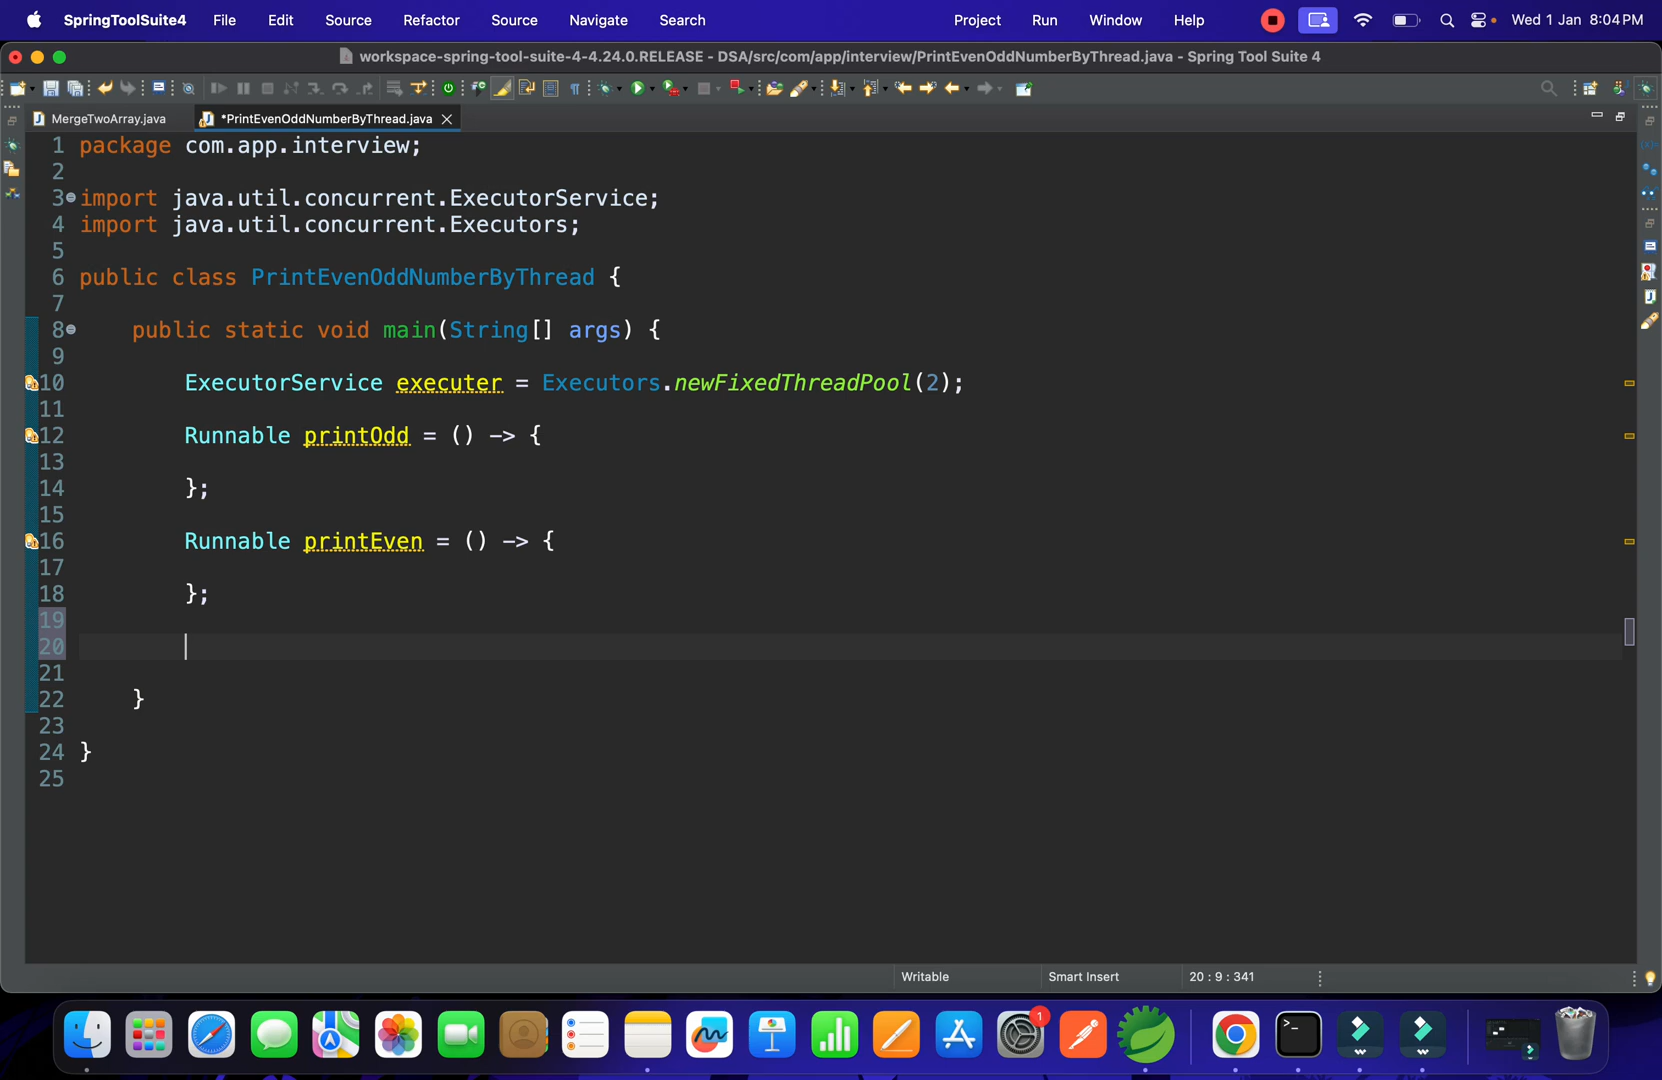 SpringToolSuite4 File Edit Source Refactor Source Navigate Search Project Run Window Help Wed 1 Jan 8:04 PM
workspace-spring-tool-suite-4-4.24.0.RELEASE - DSA/src/com/app/interview/PrintEvenOddNumberByThread.java - Spring Tool Suite 4
MergeTwoArray.java *PrintEvenOddNumberByThread.java
1 package com.app.interview;
2
3 import java.util.concurrent.ExecutorService;
4 import java.util.concurrent.Executors;
5
6 public class PrintEvenOddNumberByThread {
7
8 public static void main(String[] args) {
9
10 ExecutorService executer = Executors.newFixedThreadPool(2);
11
12 Runnable printOdd = () -> {
13
14 };
15
16 Runnable printEven = () -> {
17
18 };
19
20
21
22 }
23
24 }
25
Writable Smart Insert 20 : 9 : 341
1